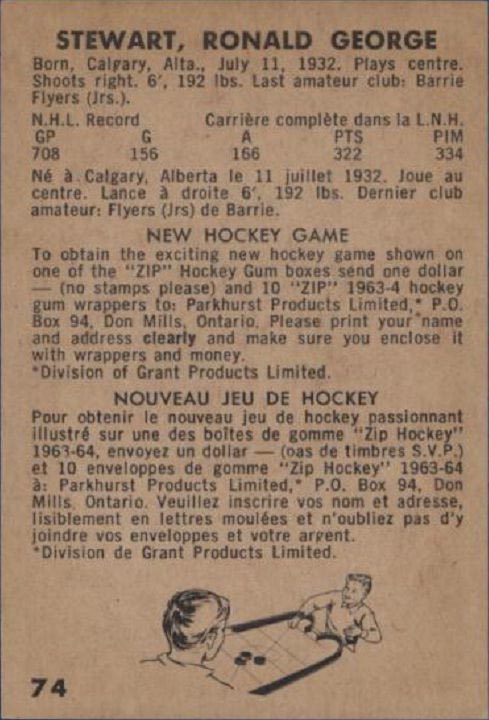 STEWART, RONALD GEORGE
Born, Calgary, Alta., July 11, 1932. Plays centre.
Shoots right. 6', 192 lbs. Last amateur club: Barrie
Flyers (Jrs.).
N.H.L. Record Carrière complète dans la L.N.H.
GP G A PTS PIM
708 156 166 322 334
Né à Calgary, Alberta le 11 juillet 1932. Joue au
centre. Lance à droite 6', 192 lbs. Dernier club
amateur: Flyers (Jrs) de Barrie.
NEW HOCKEY GAME
To obtain the exciting new hockey game shown on
one of the "ZIP" Hockey Gum boxes send one dollar
— (no stamps please) and 10 "ZIP" 1963-4 hockey
gum wrappers to: Parkhurst Products Limited,* P.O.
Box 94, Don Mills, Ontario. Please print your name
and address clearly and make sure you enclose it
with wrappers and money.
*Division of Grant Products Limited.
NOUVEAU JEU DE HOCKEY
Pour obtenir le nouveau jeu de hockey passionnant
illustré sur une des boîtes de gomme "Zip Hockey"
1963-64, envoyez un dollar — (pas de timbres S.V.P.)
et 10 enveloppes de gomme "Zip Hockey" 1963-64
à: Parkhurst Products Limited,* P.O. Box 94, Don
Mills, Ontario. Veuillez inscrire vos nom et adresse,
lisiblement en lettres moulées et n'oubliez pas d'y
joindre vos enveloppes et votre argent.
*Division de Grant Products Limited.
74